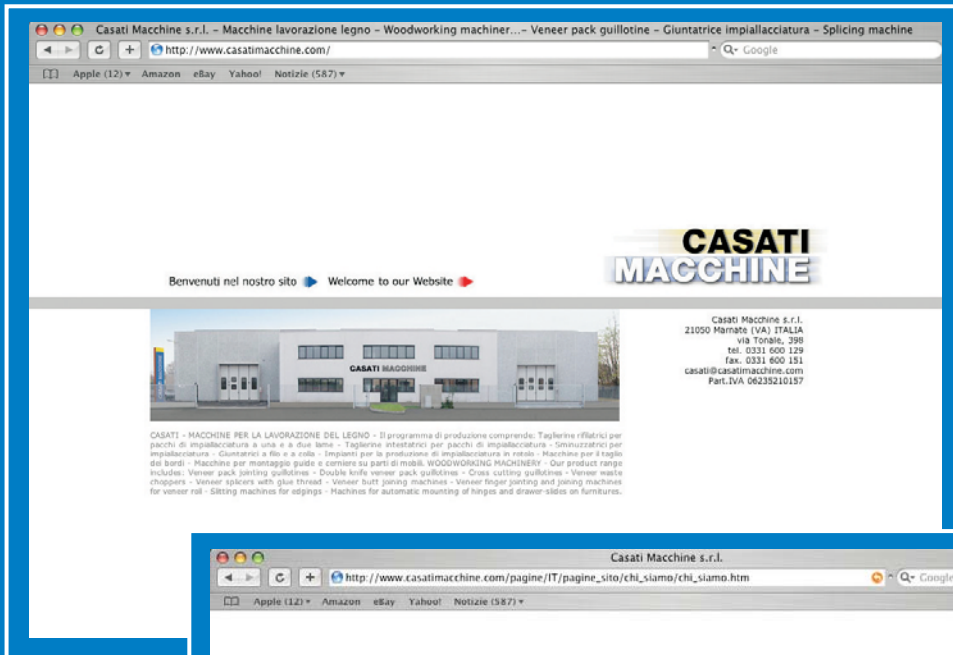 Casati Macchine s.r.l. – Macchine lavorazione legno – Woodworking machiner...– Veneer pack guillotine – Giuntatrice impiallacciatura – Splicing machine
http://www.casatimacchine.com/
Google
Apple (12) Amazon eBay Yahoo! Notizie (587)
CASATI
MACCHINE
Benvenuti nel nostro sito Welcome to our Website
CASATI MACCHINE
Casati Macchine s.r.l.
21050 Marnate (VA) ITALIA
via Tonale, 398
tel. 0331 600 129
fax. 0331 600 151
casati@casatimacchine.com
Part.IVA 06235210157
CASATI - MACCHINE PER LA LAVORAZIONE DEL LEGNO - Il programma di produzione comprende: Taglierine rifilatrici per
pacchi di impiallacciatura a una e a due lame - Taglierine intestatrici per pacchi di impiallacciatura - Sminuzzatrici per
impiallacciatura - Giuntatrici a filo e a colla - Impianti per la produzione di impiallacciatura in rotolo - Macchine per il taglio
dei bordi - Macchine per montaggio guide e cerniere su parti di mobili. WOODWORKING MACHINERY - Our product range
includes: Veneer pack jointing guillotines - Double knife veneer pack guillotines - Cross cutting guillotines - Veneer waste
choppers - Veneer splicers with glue thread - Veneer butt joining machines - Veneer finger jointing and joining machines
for veneer roll - Slitting machines for edgings - Machines for automatic mounting of hinges and drawer-slides on furnitures.
Casati Macchine s.r.l.
http://www.casatimacchine.com/pagine/IT/pagine_sito/chi_siamo/chi_siamo.htm
Google
Apple (12) Amazon eBay Yahoo! Notizie (587)